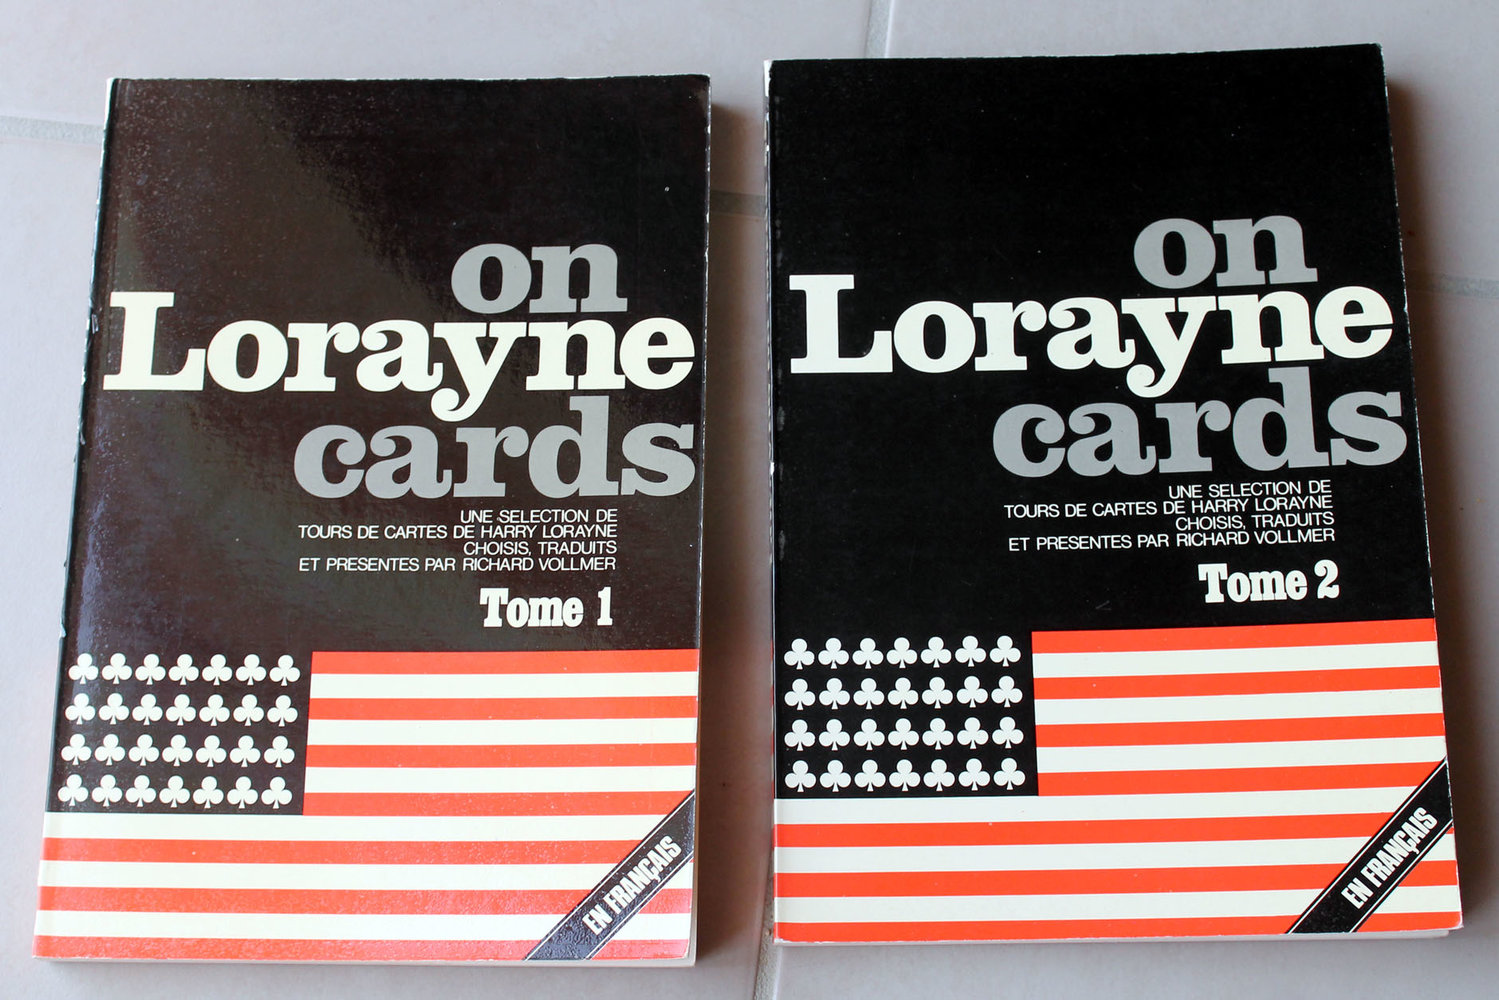 on
Lorayne
cards
UNE SELECTION DE
TOURS DE CARTES DE HARRY LORAYNE
CHOISIS, TRADUITS
ET PRESENTES PAR RICHARD VOLLMER
Tome 1
EN FRANÇAIS
on
Lorayne
cards
UNE SELECTION DE
TOURS DE CARTES DE HARRY LORAYNE
CHOISIS, TRADUITS
ET PRESENTES PAR RICHARD VOLLMER
Tome 2
EN FRANÇAIS